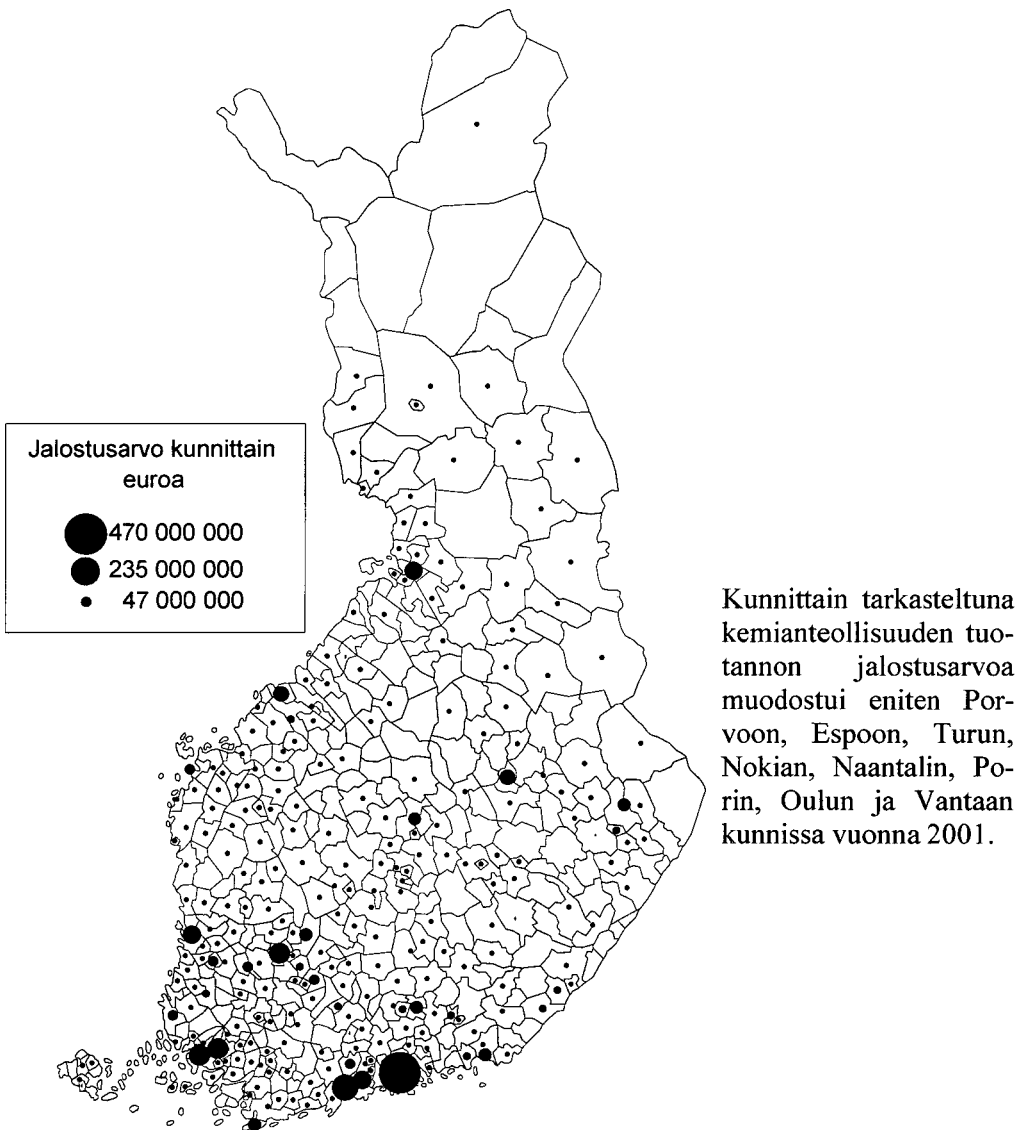 Jalostusarvo kunnittain
euroa
470 000 000
235 000 000
47 000 000
Kunnittain tarkasteltuna
kemianteollisuuden tuo-
tannon jalostusarvoa
muodostui eniten Por-
voon, Espoon, Turun,
Nokian, Naantalin, Po-
rin, Oulun ja Vantaan
kunnissa vuonna 2001.